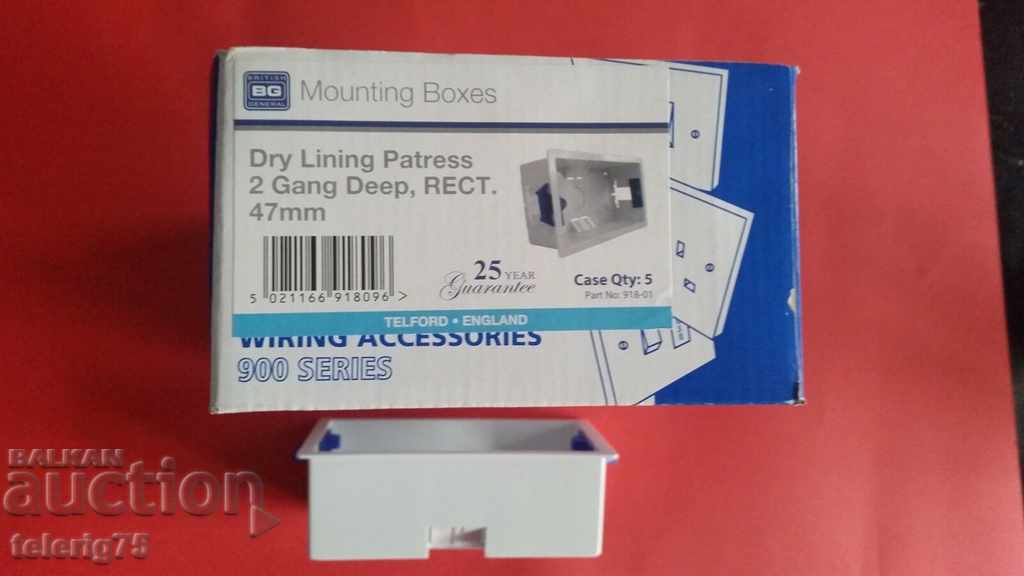 BRITISH
BG
GENERAL
Mounting Boxes
Dry Lining Patress
2 Gang Deep, RECT.
47mm
5 021166 918096 >
25 YEAR
Guarantee
Case Qty: 5
Part No: 918-01
TELFORD • ENGLAND
WIRING ACCESSORIES
900 SERIES
BALKAN
auction
telerig75